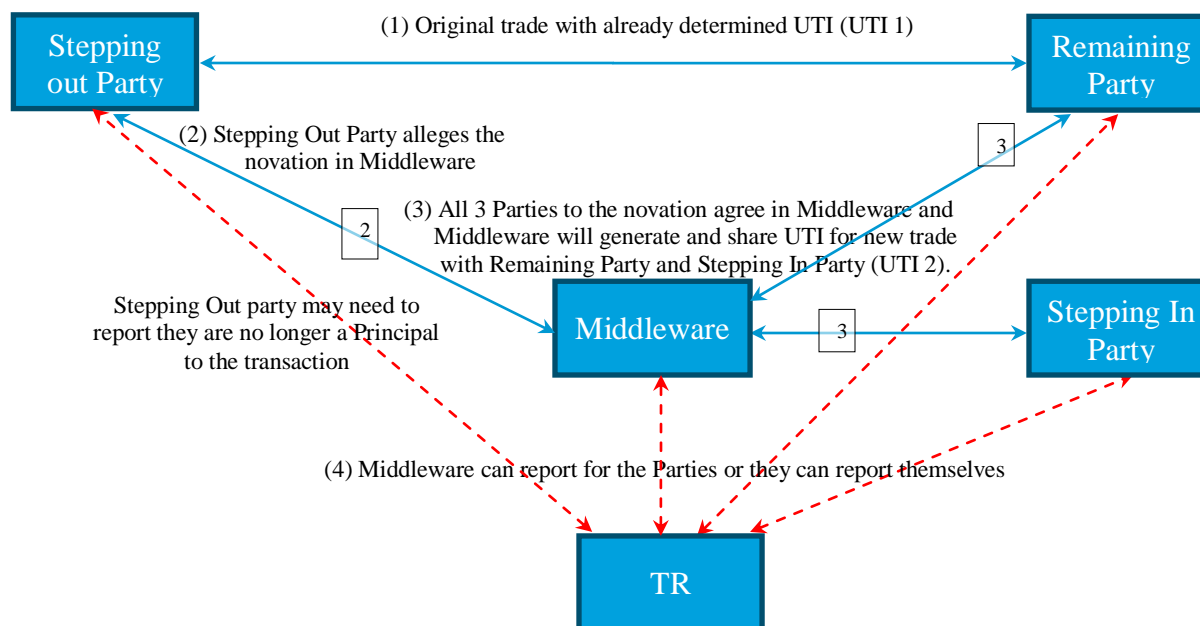 (1) Original trade with already determined UTI (UTI 1)
Stepping
out Party
Remaining
Party
(2) Stepping Out Party alleges the
novation in Middleware
3
(3) All 3 Parties to the novation agree in Middleware and
Middleware will generate and share UTI for new trade
with Remaining Party and Stepping In Party (UTI 2).
2
Stepping Out party may need to
report they are no longer a Principal
to the transaction
Middleware
3
Stepping In
Party
(4) Middleware can report for the Parties or they can report themselves
TR